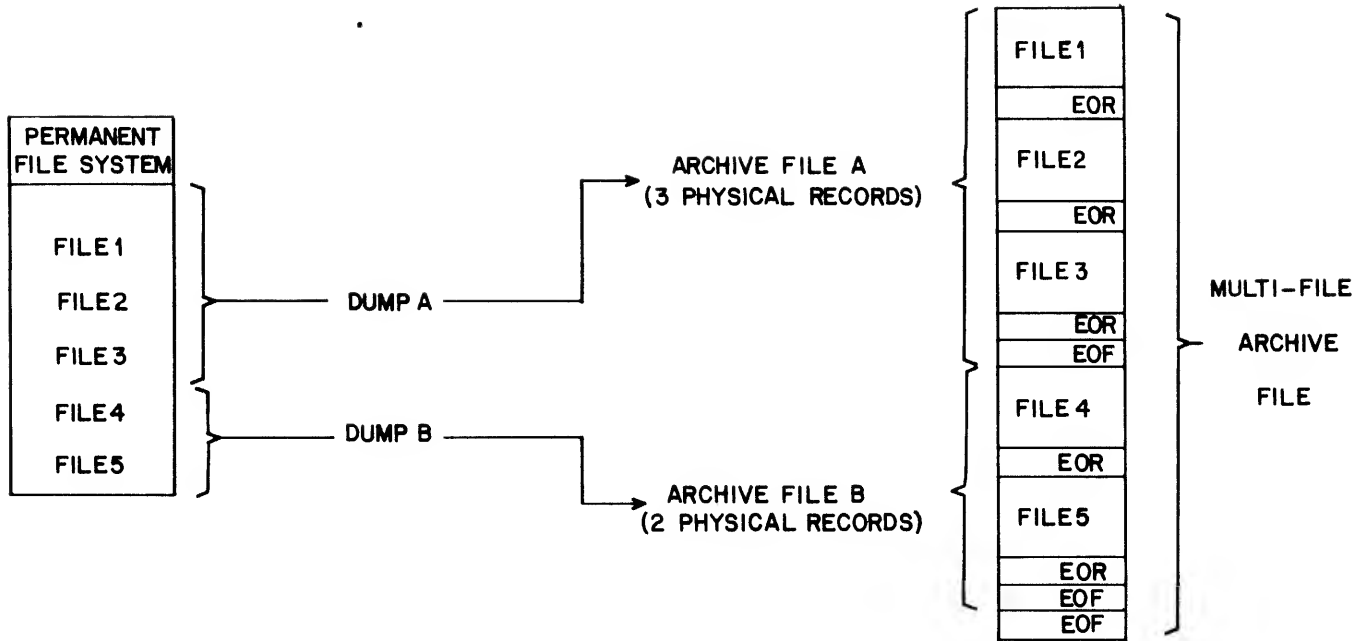 PERMANENT
FILE SYSTEM
FILE1
FILE2
FILE3
FILE4
FILE5
DUMP A
DUMP B
ARCHIVE FILE A
(3 PHYSICAL RECORDS)
ARCHIVE FILE B
(2 PHYSICAL RECORDS)
FILE1
EOR
FILE2
EOR
FILE3
EOR
EOF
FILE4
EOR
FILE5
EOR
EOF
EOF
MULTI-FILE
ARCHIVE
FILE